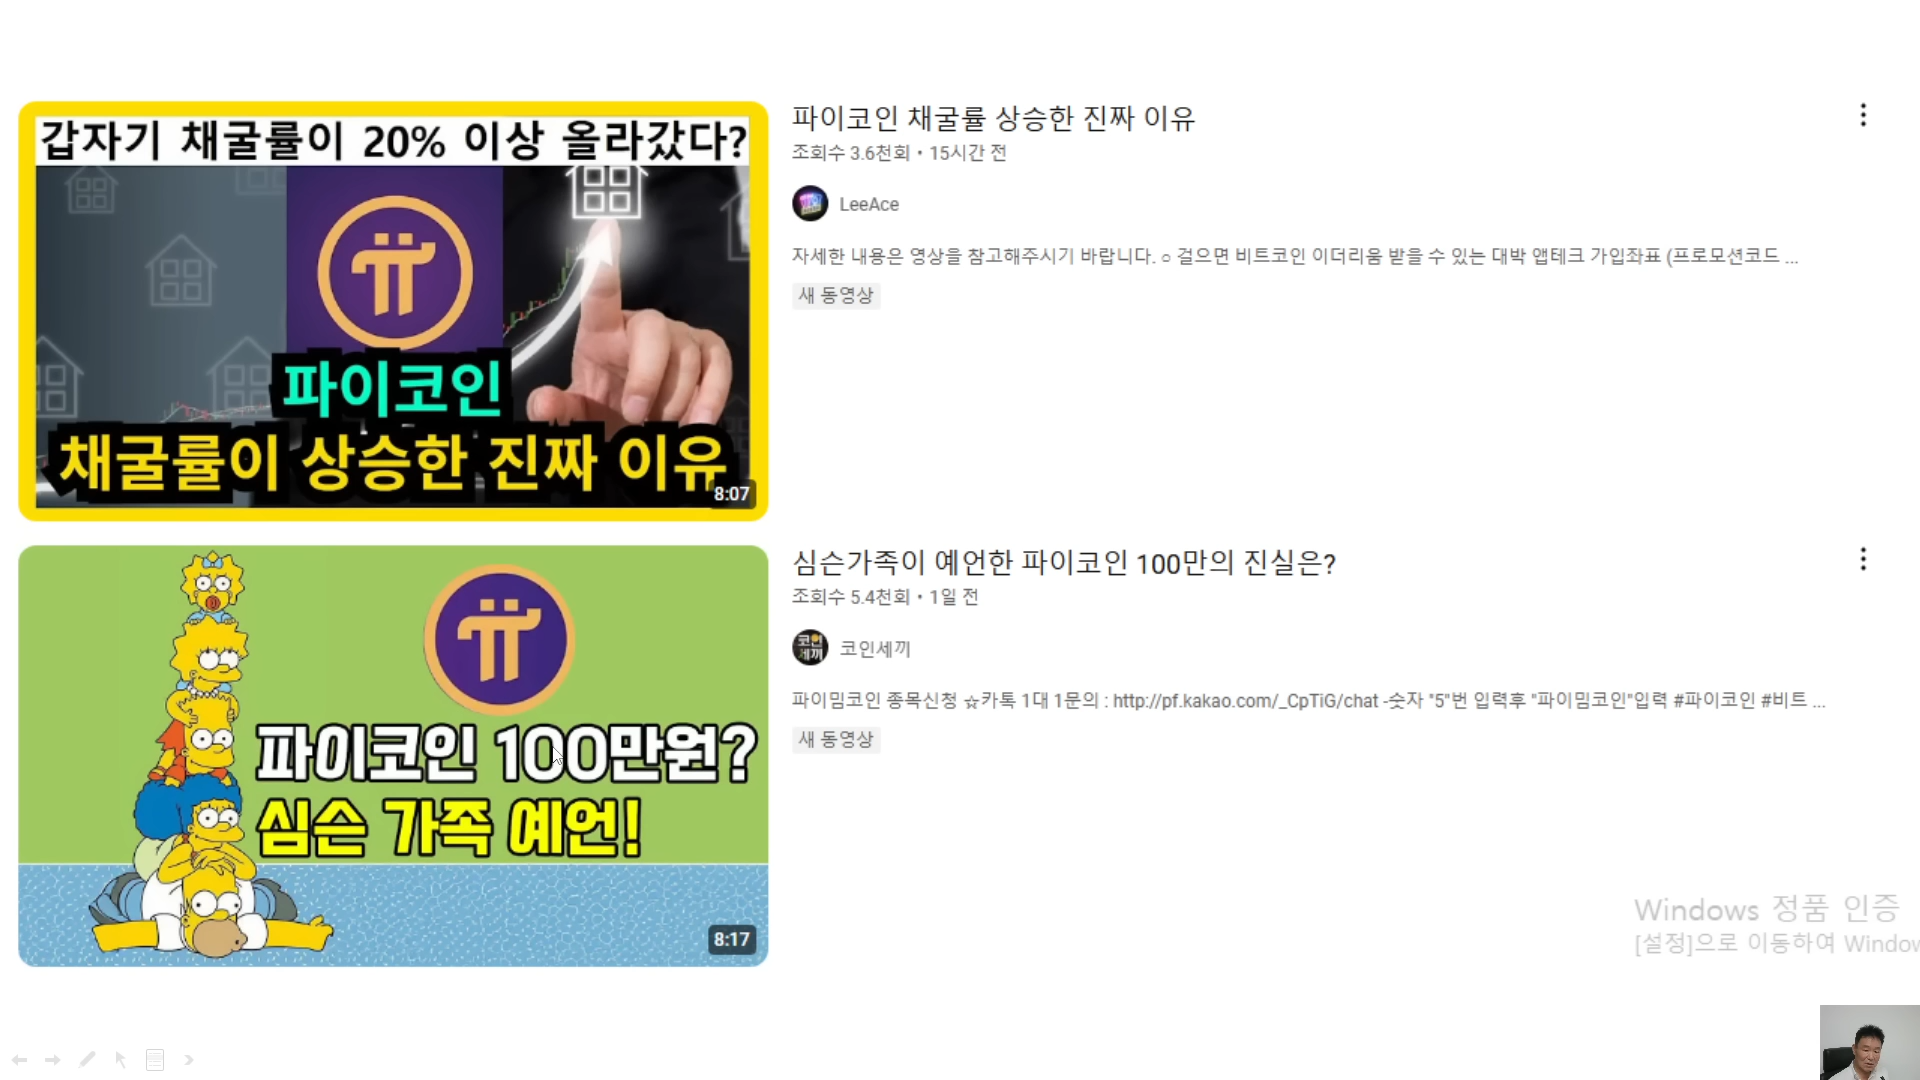 갑자기 채굴률이 20% 이상 올라갔다?
파이코인
채굴률이 상승한 진짜 이유
8:07
파이코인 채굴률 상승한 진짜 이유
조회수 3.6천회 • 15시간 전
LeeAce
자세한 내용은 영상을 참고해주시기 바랍니다. ○ 걸으면 비트코인 이더리움 받을 수 있는 대박 앱테크 가입좌표 (프로모션코드 ...
새 동영상
파이코인 100만원?
심슨 가족 예언!
8:17
심슨가족이 예언한 파이코인 100만의 진실은?
조회수 5.4천회 • 1일 전
코인세끼
코인세끼
파이밈코인 종목신청 ☆카톡 1대 1문의 : http://pf.kakao.com/_CpTiG/chat -숫자 "5"번 입력후 "파이밈코인"입력 #파이코인 #비트 ...
새 동영상
Windows 정품 인증
[설정]으로 이동하여 Window